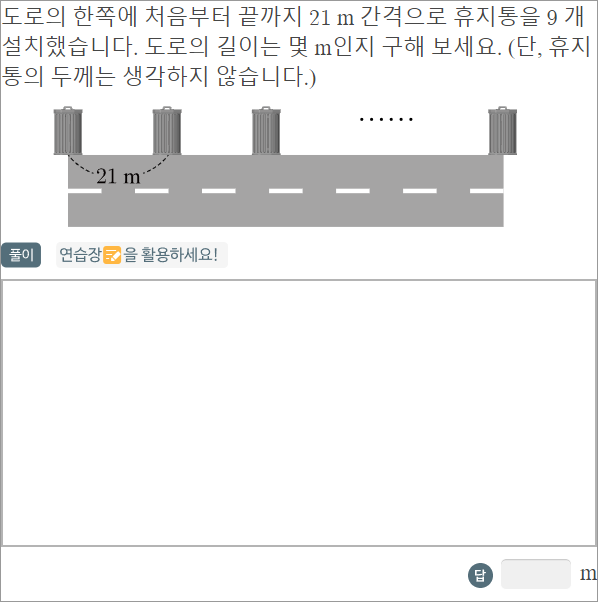 도로의 한쪽에 처음부터 끝까지 21 m 간격으로 휴지통을 9 개
설치했습니다. 도로의 길이는 몇 m인지 구해 보세요. (단, 휴지
통의 두께는 생각하지 않습니다.)
......
21 m
풀이 연습장을 활용하세요!
답 m